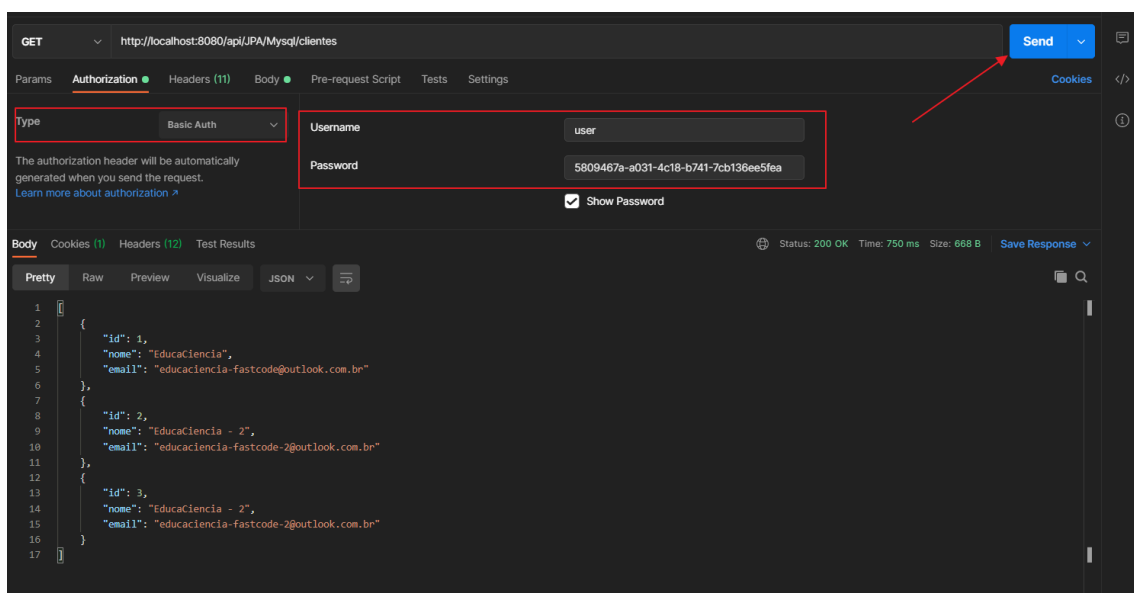 GET http://localhost:8080/api/JPA/Mysql/clientes Send
Params Authorization Headers (11) Body Pre-request Script Tests Settings Cookies
Type Basic Auth
The authorization header will be automatically
generated when you send the request.
Learn more about authorization ↗
Username user
Password 5809467a-a031-4c18-b741-7cb136ee5fea
Show Password
Body Cookies (1) Headers (12) Test Results Status: 200 OK Time: 750 ms Size: 668 B Save Response
Pretty Raw Preview Visualize JSON
1 [
2 {
3 "id": 1,
4 "nome": "EducaCiencia",
5 "email": "educaciencia-fastcode@outlook.com.br"
6 },
7 {
8 "id": 2,
9 "nome": "EducaCiencia - 2",
10 "email": "educaciencia-fastcode-2@outlook.com.br"
11 },
12 {
13 "id": 3,
14 "nome": "EducaCiencia - 2",
15 "email": "educaciencia-fastcode-2@outlook.com.br"
16 }
17 ]